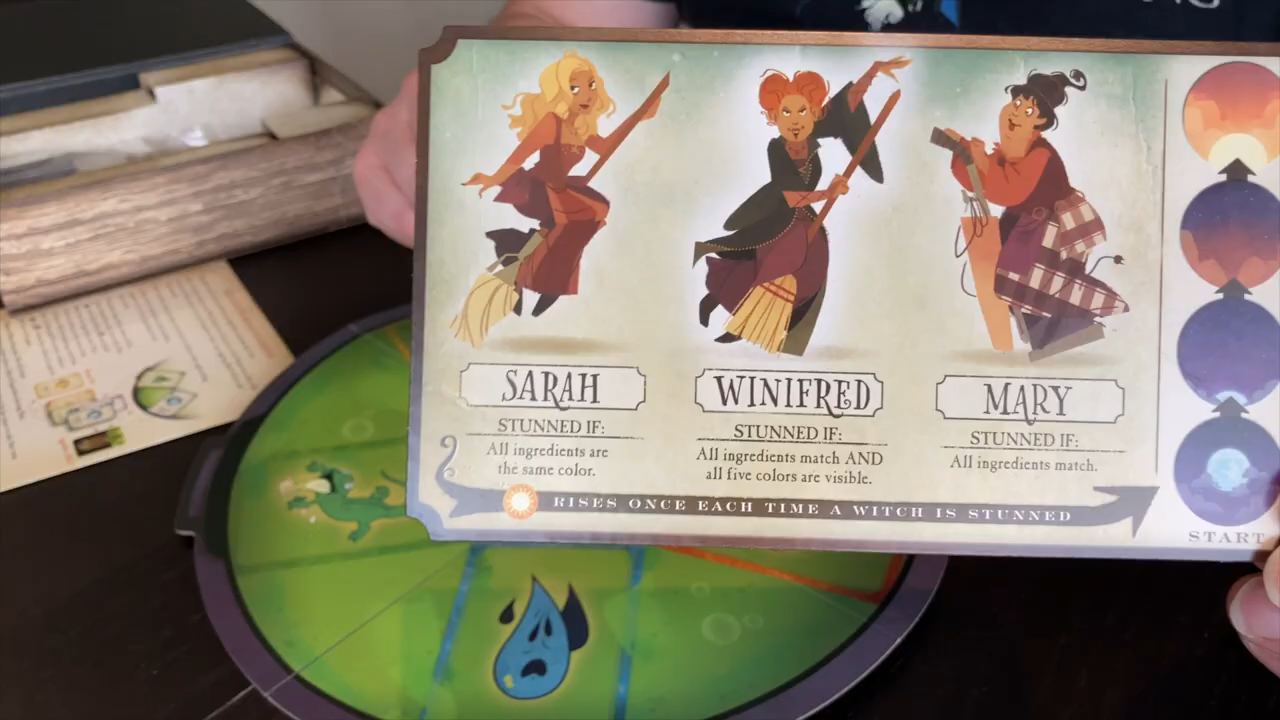 SARAH
STUNNED IF:
All ingredients are
the same color.
WINIFRED
STUNNED IF:
All ingredients match AND
all five colors are visible.
MARY
STUNNED IF:
All ingredients match.
RISES ONCE EACH TIME A WITCH IS STUNNED
START